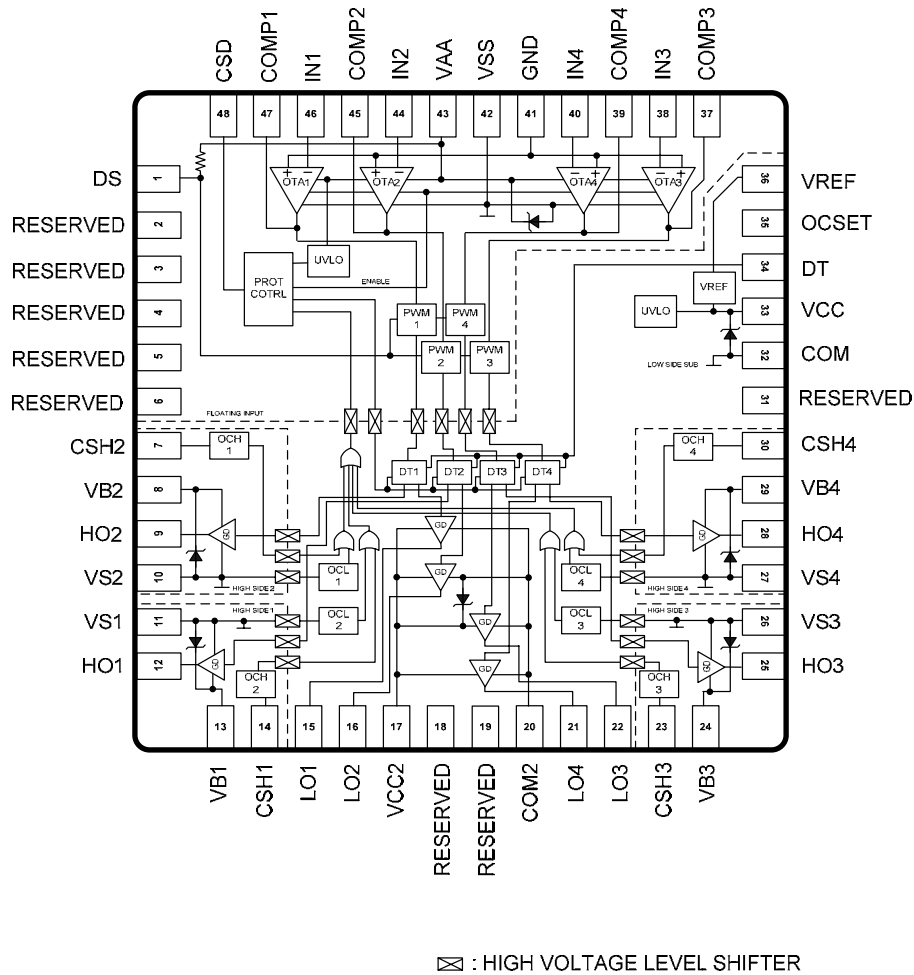 CSD COMP1 IN1 COMP2 IN2 VAA VSS GND IN4 COMP4 IN3 COMP3
48 47 46 45 44 43 42 41 40 39 38 37
DS 1
RESERVED 2
RESERVED 3
RESERVED 4
RESERVED 5
RESERVED 6
CSH2 7
VB2 8
HO2 9
VS2 10
VS1 11
HO1 12
36 VREF
35 OCSET
34 DT
33 VCC
32 COM
31 RESERVED
30 CSH4
29 VB4
28 HO4
27 VS4
26 VS3
25 HO3
+ − OTA1
+ − OTA2
− + OTA4
− + OTA3
UVLO
PROT COTRL
ENABLE
PWM 1
PWM 4
PWM 2
PWM 3
VREF
UVLO
LOW SIDE SUB
FLOATING INPUT
OCH 1
OCH 4
DT1 DT2 DT3 DT4
GD
GD
GD
GD
GD
GD
GD
GD
OCL 1
OCL 4
HIGH SIDE 2
HIGH SIDE 4
HIGH SIDE 1
HIGH SIDE 3
OCL 2
OCL 3
OCH 2
OCH 3
13 14 15 16 17 18 19 20 21 22 23 24
VB1 CSH1 LO1 LO2 VCC2 RESERVED RESERVED COM2 LO4 LO3 CSH3 VB3
: HIGH VOLTAGE LEVEL SHIFTER